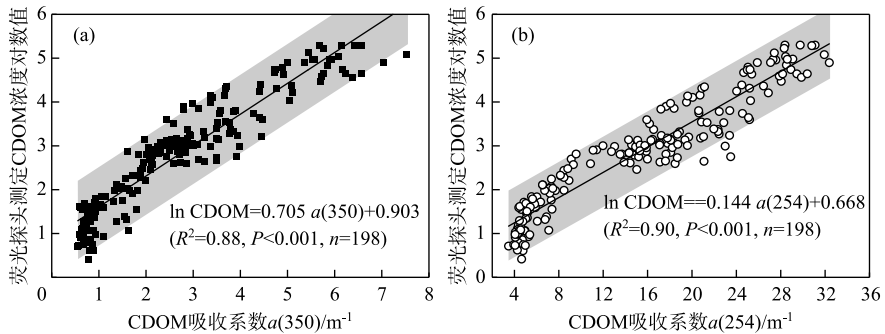 (a)
荧光探头测定CDOM浓度对数值
6
5
4
3
2
1
0
ln CDOM=0.705 a(350)+0.903
(R²=0.88, P<0.001, n=198)
0 1 2 3 4 5 6 7 8
CDOM吸收系数a(350)/m⁻¹
(b)
荧光探头测定CDOM浓度对数值
6
5
4
3
2
1
0
ln CDOM==0.144 a(254)+0.668
(R²=0.90, P<0.001, n=198)
4 8 12 16 20 24 28 32 36
CDOM吸收系数a(254)/m⁻¹